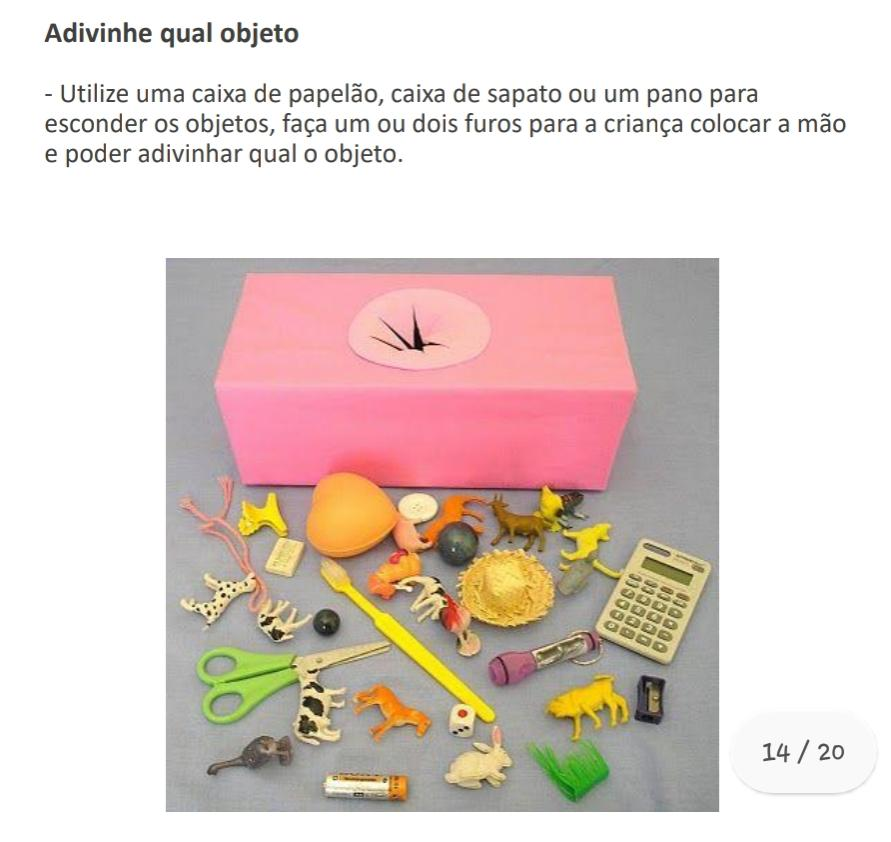 Adivinhe qual objeto
- Utilize uma caixa de papelão, caixa de sapato ou um pano para
esconder os objetos, faça um ou dois furos para a criança colocar a mão
e poder adivinhar qual o objeto.
14 / 20